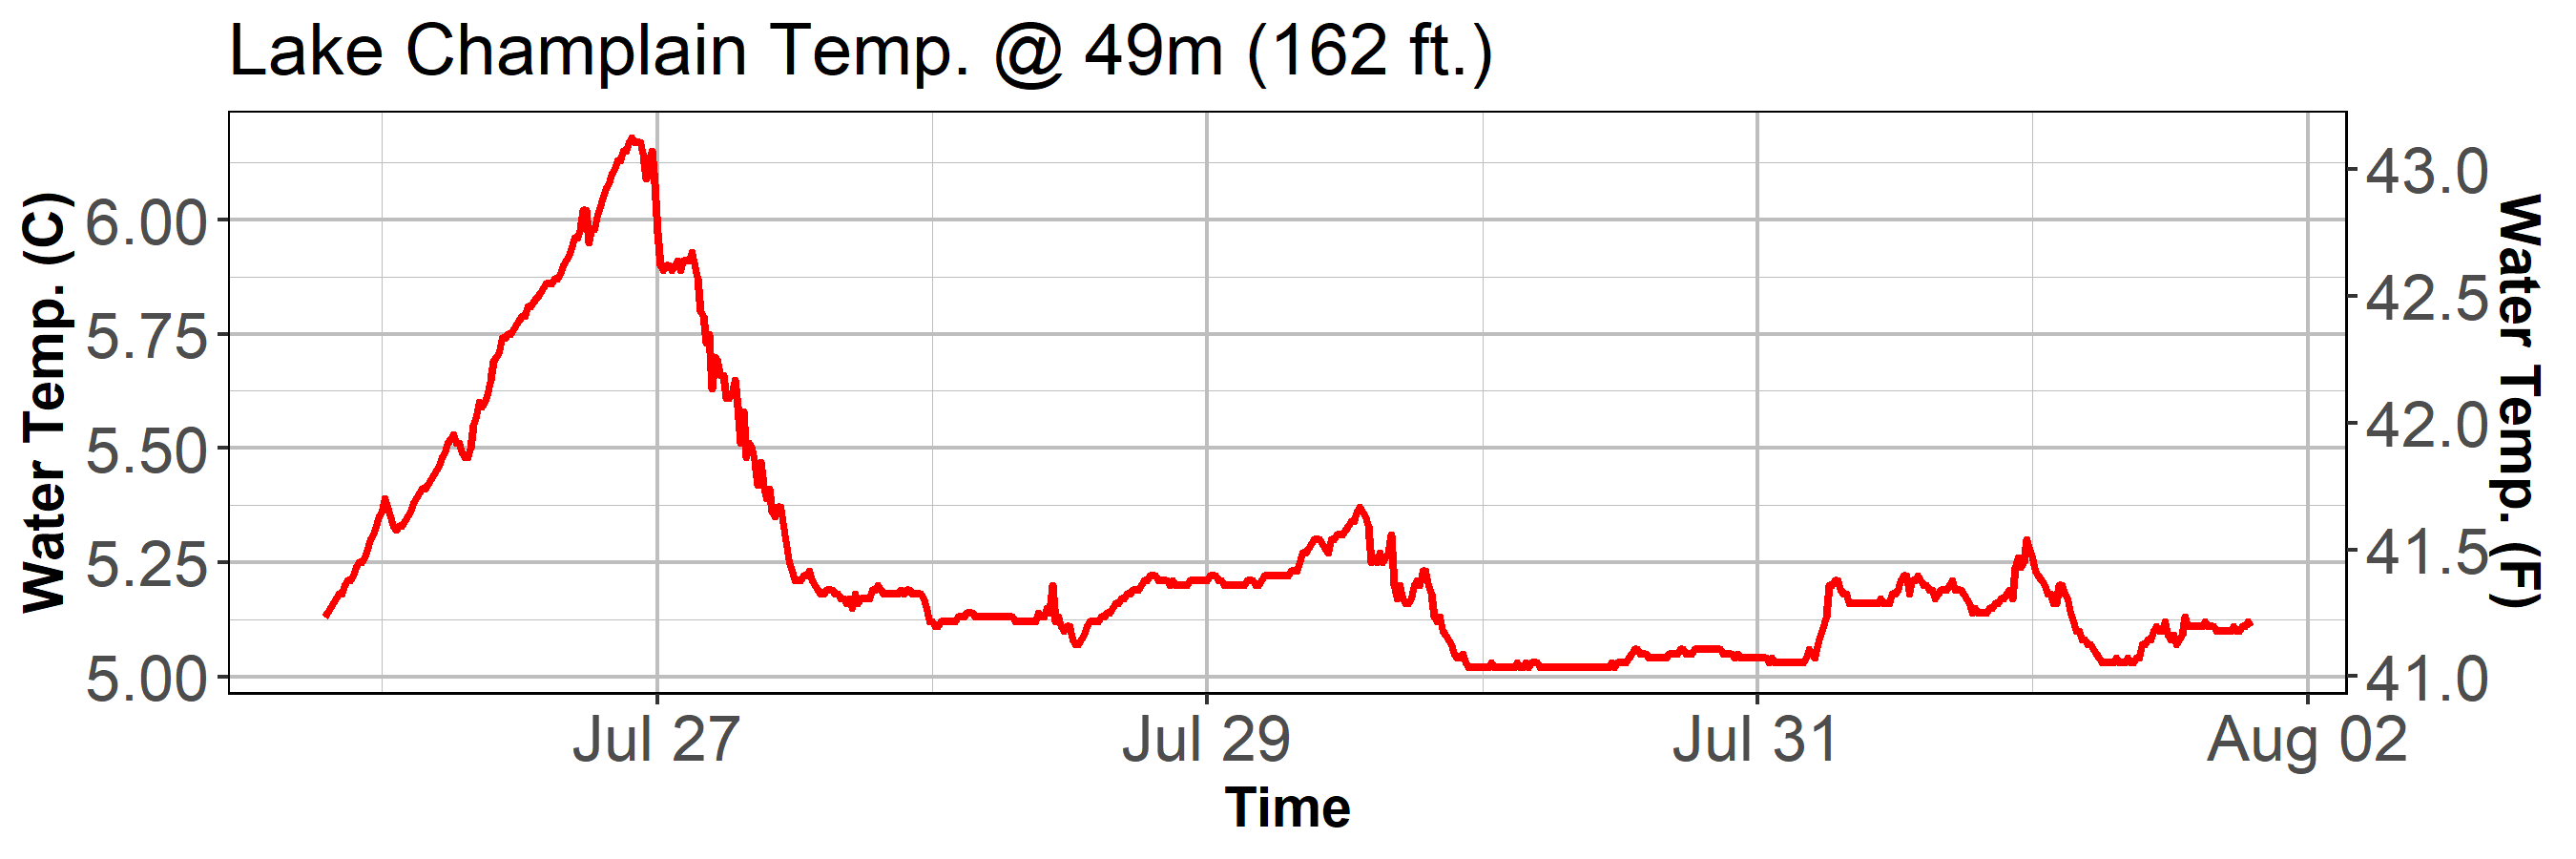 Lake Champlain Temp. @ 49m (162 ft.)
Water Temp. (C)
6.00
5.75
5.50
5.25
5.00
43.0
42.5
42.0
41.5
41.0
Water Temp. (F)
Jul 27
Jul 29
Jul 31
Aug 02
Time